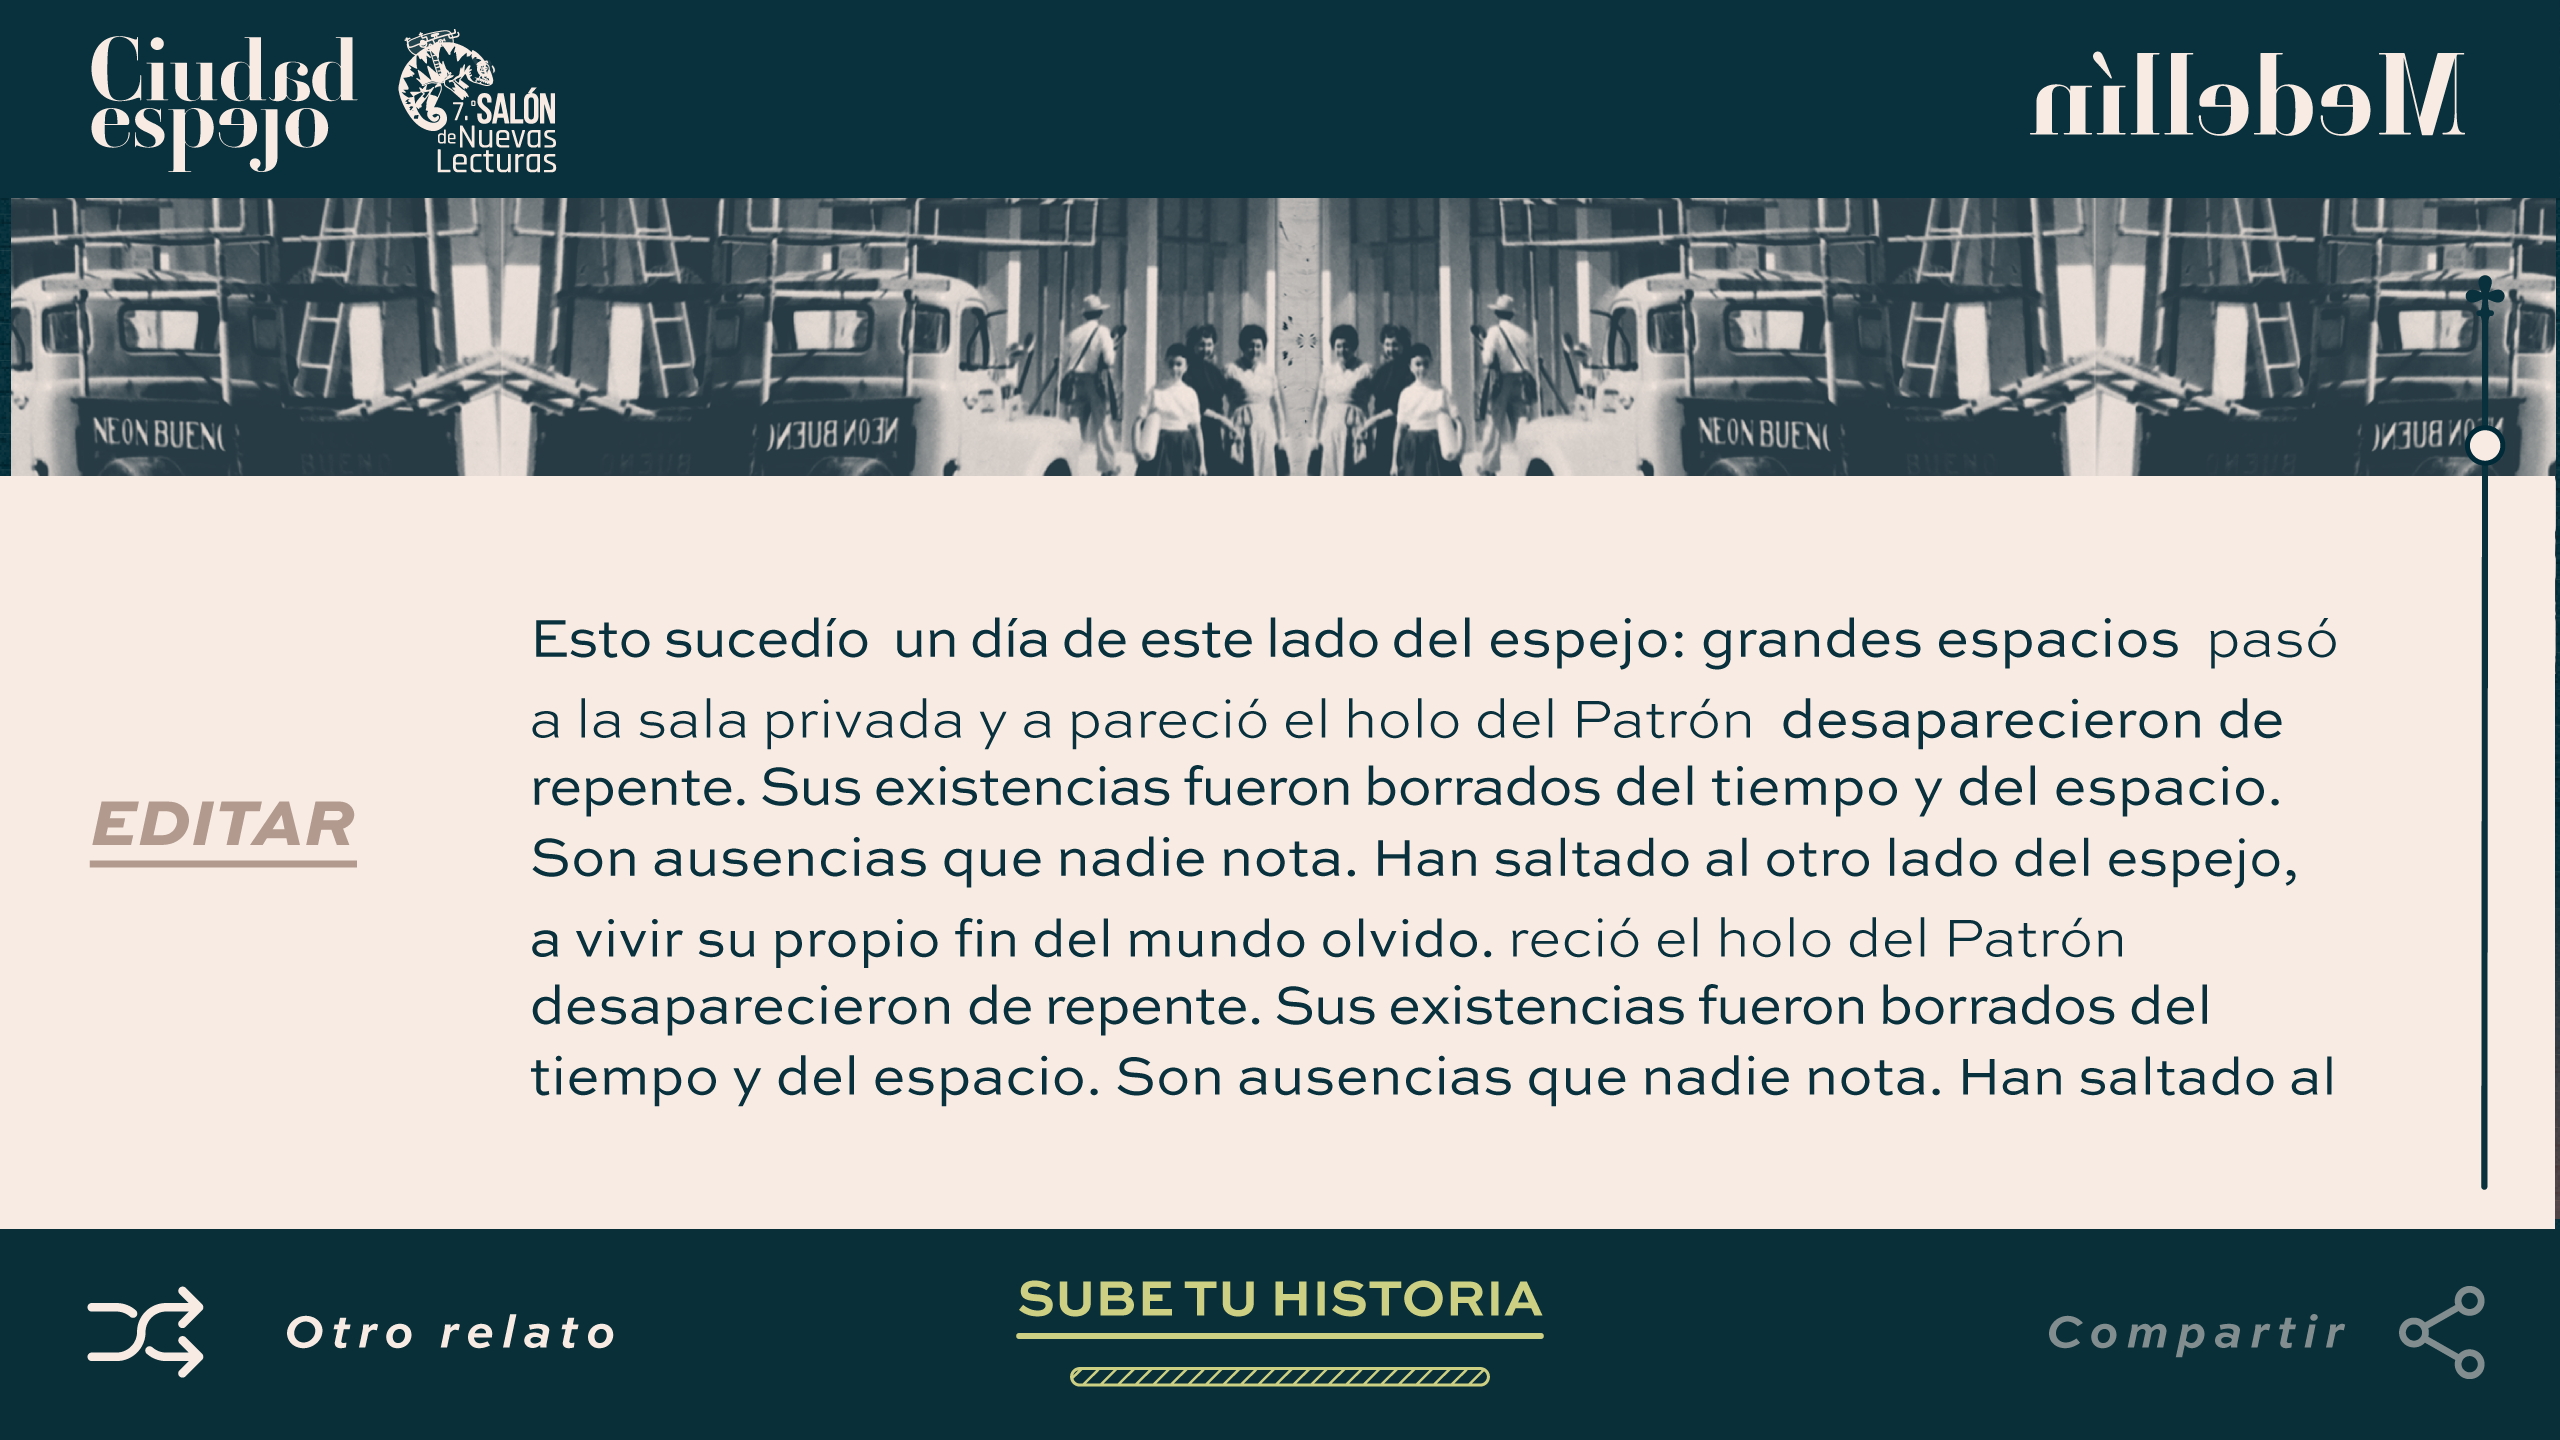 Ciudad
espejo
7.º SALÓN
de Nuevas
Lecturas
Medellín
NEON BUEN
NEON BUEN
NEON BUEN
NEON BUEN
Esto sucedío un día de este lado del espejo: grandes espacios pasó
a la sala privada y a pareció el holo del Patrón desaparecieron de
repente. Sus existencias fueron borrados del tiempo y del espacio.
Son ausencias que nadie nota. Han saltado al otro lado del espejo,
a vivir su propio fin del mundo olvido. reció el holo del Patrón
desaparecieron de repente. Sus existencias fueron borrados del
tiempo y del espacio. Son ausencias que nadie nota. Han saltado al
EDITAR
Otro relato
SUBE TU HISTORIA
Compartir